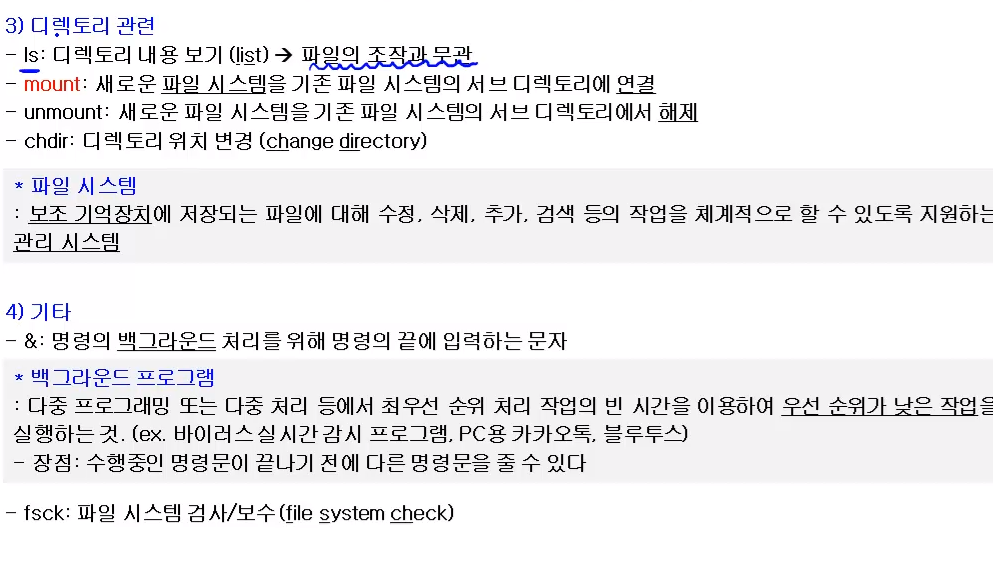 3) 디렉토리 관련
- ls: 디렉토리 내용 보기 (list) → 파일의 조작과 무관
- mount: 새로운 파일 시스템을 기존 파일 시스템의 서브 디렉토리에 연결
- unmount: 새로운 파일 시스템을 기존 파일 시스템의 서브 디렉토리에서 해제
- chdir: 디렉토리 위치 변경 (change directory)
* 파일 시스템
: 보조 기억장치에 저장되는 파일에 대해 수정, 삭제, 추가, 검색 등의 작업을 체계적으로 할 수 있도록 지원하는
관리 시스템
4) 기타
- &: 명령의 백그라운드 처리를 위해 명령의 끝에 입력하는 문자
* 백그라운드 프로그램
: 다중 프로그래밍 또는 다중 처리 등에서 최우선 순위 처리 작업의 빈 시간을 이용하여 우선 순위가 낮은 작업을
실행하는 것. (ex. 바이러스 실시간 감시 프로그램, PC용 카카오톡, 블루투스)
- 장점: 수행중인 명령문이 끝나기 전에 다른 명령문을 줄 수 있다
- fsck: 파일 시스템 검사/보수 (file system check)